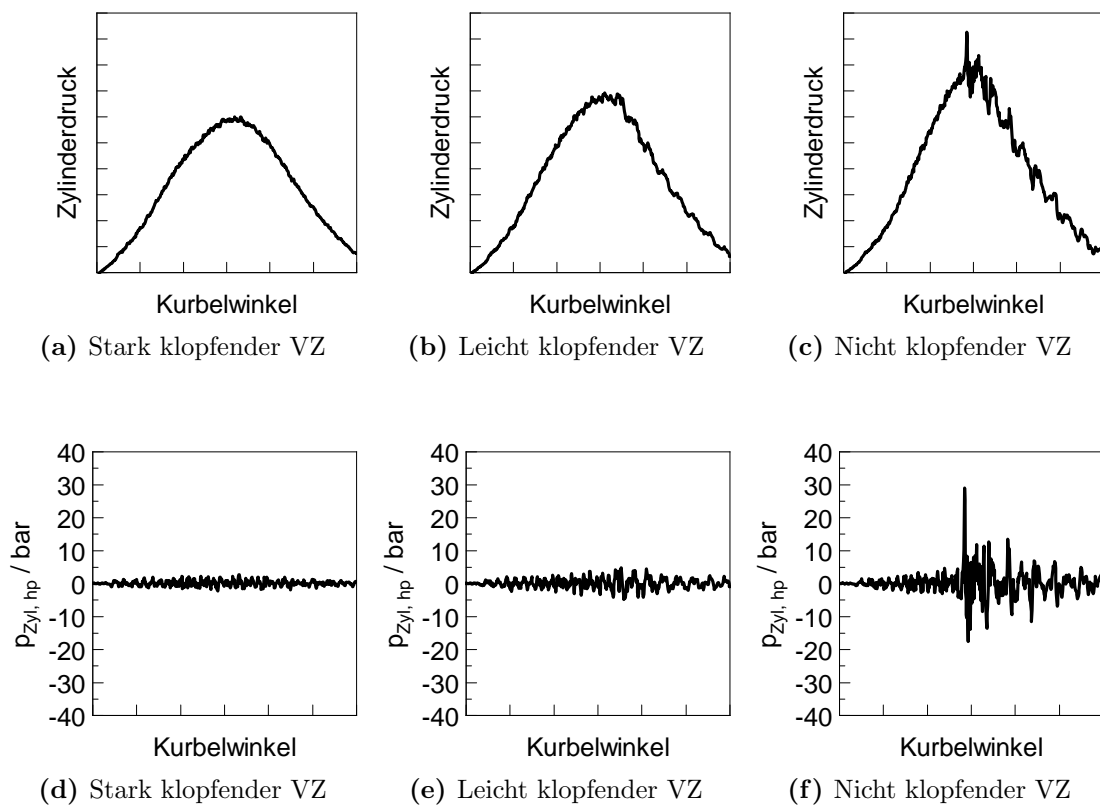 Zylinderdruck Zylinderdruck Zylinderdruck
Kurbelwinkel Kurbelwinkel Kurbelwinkel
(a) Stark klopfender VZ (b) Leicht klopfender VZ (c) Nicht klopfender VZ
40 40 40
30 30 30
20 20 20
10 10 10
0 0 0
-10 -10 -10
-20 -20 -20
-30 -30 -30
-40 -40 -40
pZyl, hp / bar pZyl, hp / bar pZyl, hp / bar
Kurbelwinkel Kurbelwinkel Kurbelwinkel
(d) Stark klopfender VZ (e) Leicht klopfender VZ (f) Nicht klopfender VZ